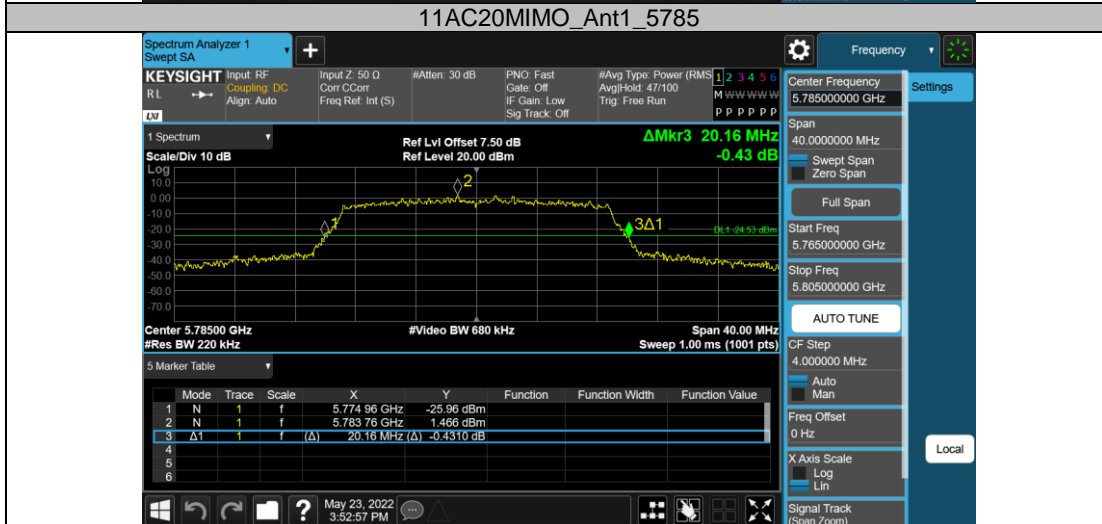 11AC20MIMO_Ant1_5785
Spectrum Analyzer 1
Swept SA
+
Frequency
KEYSIGHT
RL
LXI
Input: RF
Coupling: DC
Align: Auto
Input Z: 50 Ω
Corr CCorr
Freq Ref: Int (S)
#Atten: 30 dB
PNO: Fast
Gate: Off
IF Gain: Low
Sig Track: Off
#Avg Type: Power (RMS
Avg|Hold: 47/100
Trig: Free Run
1 2 3 4 5 6
M W W W W W
P P P P P P
1 Spectrum
Scale/Div 10 dB
Ref Lvl Offset 7.50 dB
Ref Level 20.00 dBm
ΔMkr3 20.16 MHz
-0.43 dB
Log
10.0
0.00
-10.0
-20.0
-30.0
-40.0
-50.0
-60.0
-70.0
1
2
3Δ1
DL1 -24.53 dBm
Center 5.78500 GHz
#Video BW 680 kHz
Span 40.00 MHz
#Res BW 220 kHz
Sweep 1.00 ms (1001 pts)
5 Marker Table
Mode Trace Scale X Y Function Function Width Function Value
1 N 1 f 5.774 96 GHz -25.96 dBm
2 N 1 f 5.783 76 GHz 1.466 dBm
3 Δ1 1 f (Δ) 20.16 MHz (Δ) -0.4310 dB
4
5
6
?
May 23, 2022
3:52:57 PM
Center Frequency
5.785000000 GHz
Span
40.0000000 MHz
Swept Span
Zero Span
Full Span
Start Freq
5.765000000 GHz
Stop Freq
5.805000000 GHz
AUTO TUNE
CF Step
4.000000 MHz
Auto
Man
Freq Offset
0 Hz
X Axis Scale
Log
Lin
Signal Track
(Span Zoom)
Settings
Local